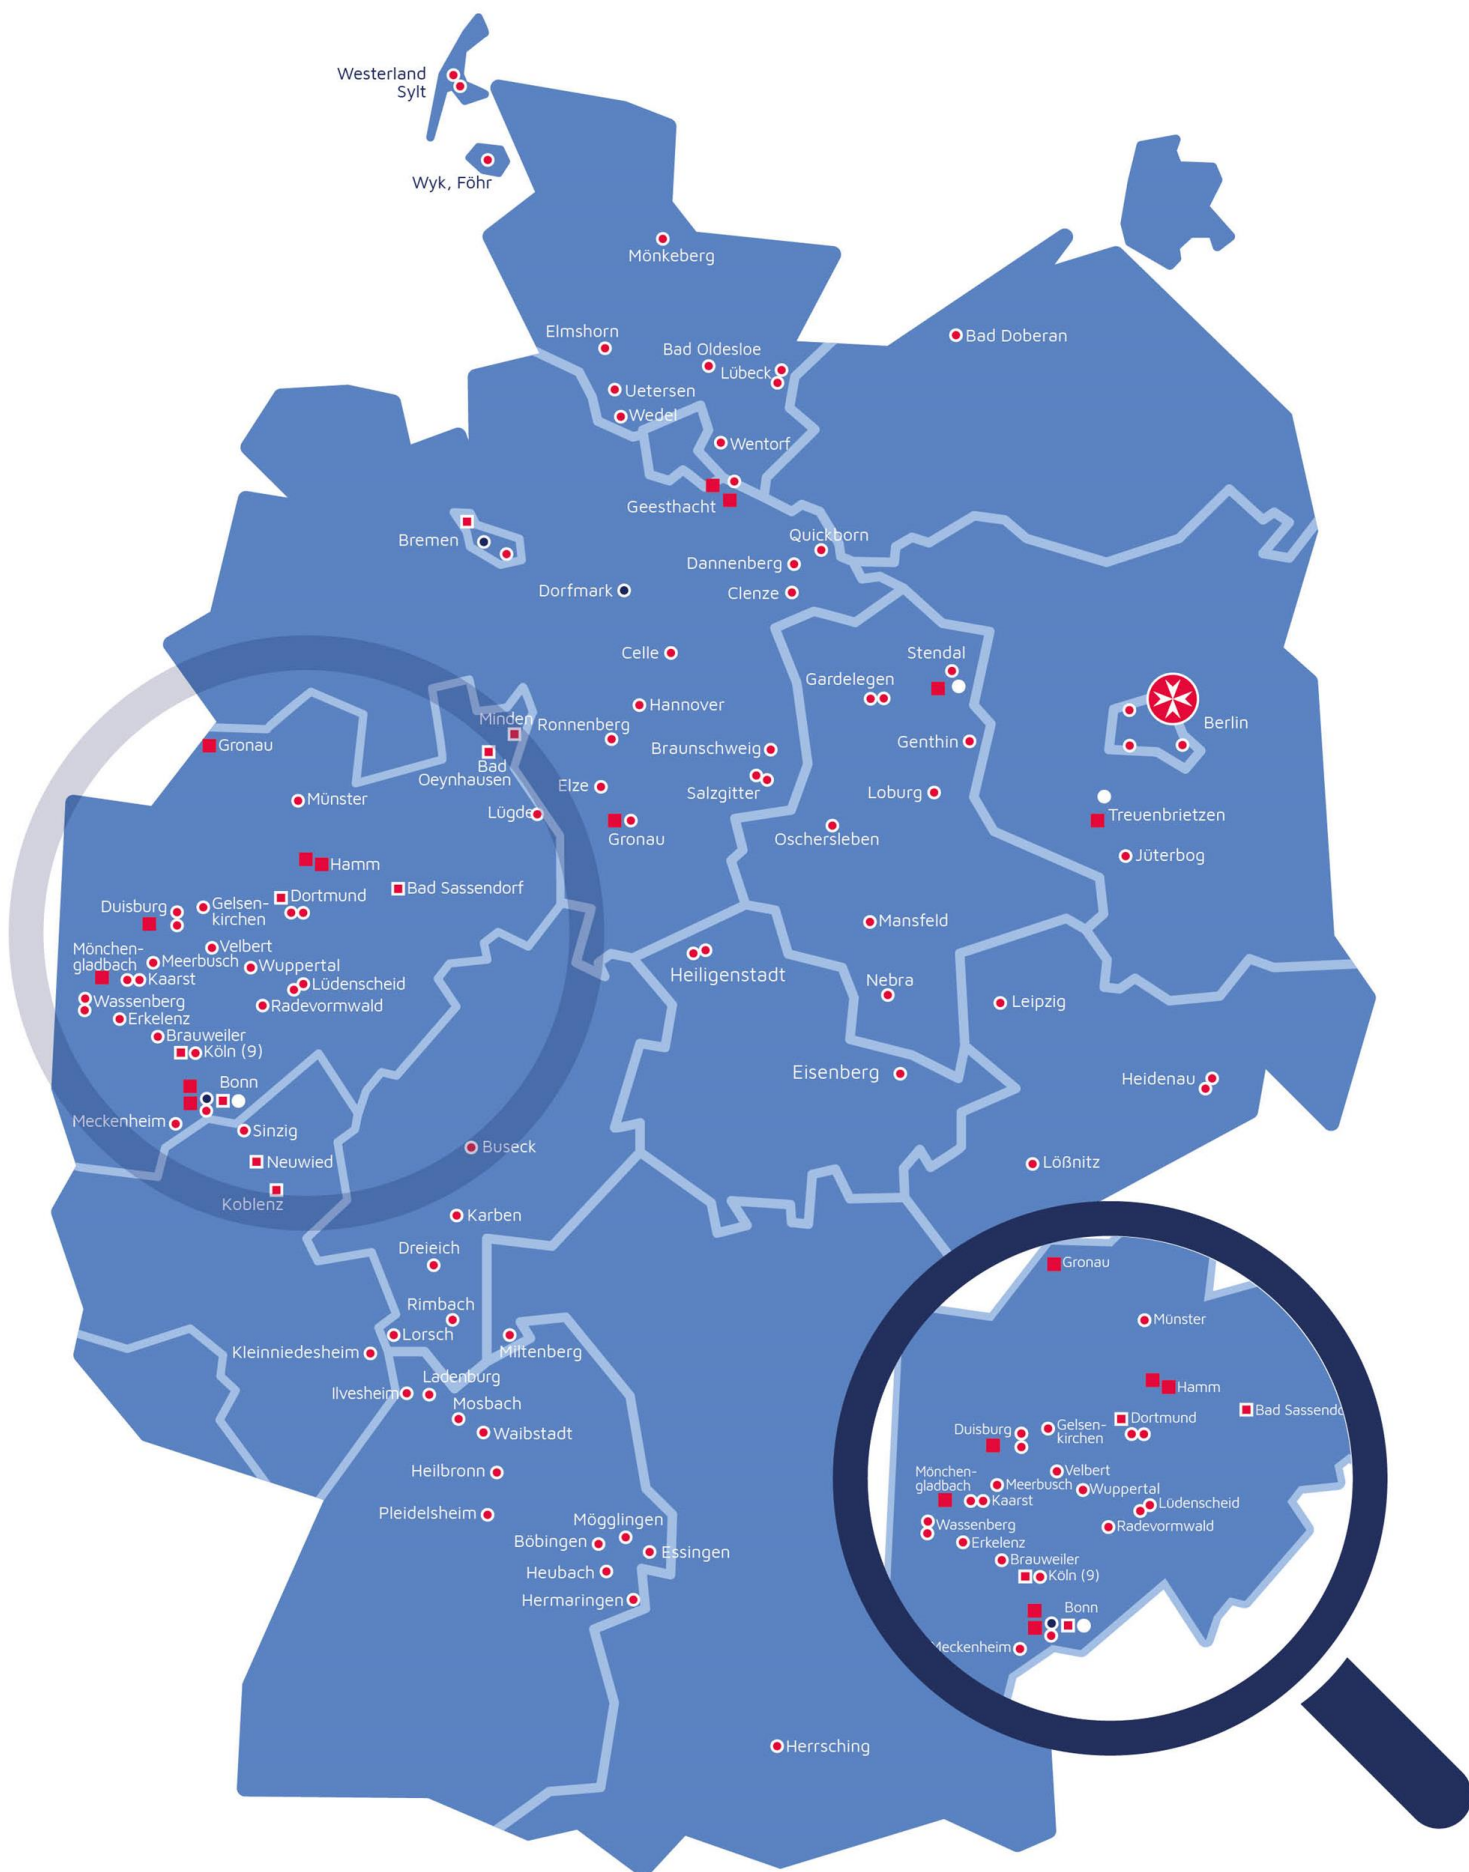 Westerland
Sylt
Wyk, Föhr
Mönkeberg
Elmshorn
Bad Oldesloe
Bad Doberan
Lübeck
Uetersen
Wedel
Wentorf
Geesthacht
Quickborn
Bremen
Dannenberg
Dorfmark
Clenze
Celle
Stendal
Gardelegen
Hannover
Minden
Ronnenberg
Berlin
Gronau
Braunschweig
Genthin
Bad
Oeynhausen
Elze
Salzgitter
Loburg
Münster
Lügde
Treuenbrietzen
Gronau
Oschersleben
Jüterbog
Hamm
Bad Sassendorf
Dortmund
Duisburg
Gelsen-
kirchen
Mansfeld
Velbert
Mönchen-
gladbach
Meerbusch
Wuppertal
Heiligenstadt
Kaarst
Lüdenscheid
Nebra
Wassenberg
Radevormwald
Leipzig
Erkelenz
Brauweiler
Köln (9)
Eisenberg
Heidenau
Bonn
Meckenheim
Sinzig
Buseck
Neuwied
Lößnitz
Koblenz
Karben
Dreieich
Rimbach
Lorsch
Kleinniedesheim
Miltenberg
Ladenburg
Ilvesheim
Mosbach
Waibstadt
Heilbronn
Pleidelsheim
Mögglingen
Böbingen
Essingen
Heubach
Hermaringen
Herrsching
Gronau
Münster
Hamm
Bad Sassendo
Dortmund
Duisburg
Gelsen-
kirchen
Velbert
Mönchen-
gladbach
Meerbusch
Wuppertal
Kaarst
Lüdenscheid
Wassenberg
Radevormwald
Erkelenz
Brauweiler
Köln (9)
Bonn
Meckenheim